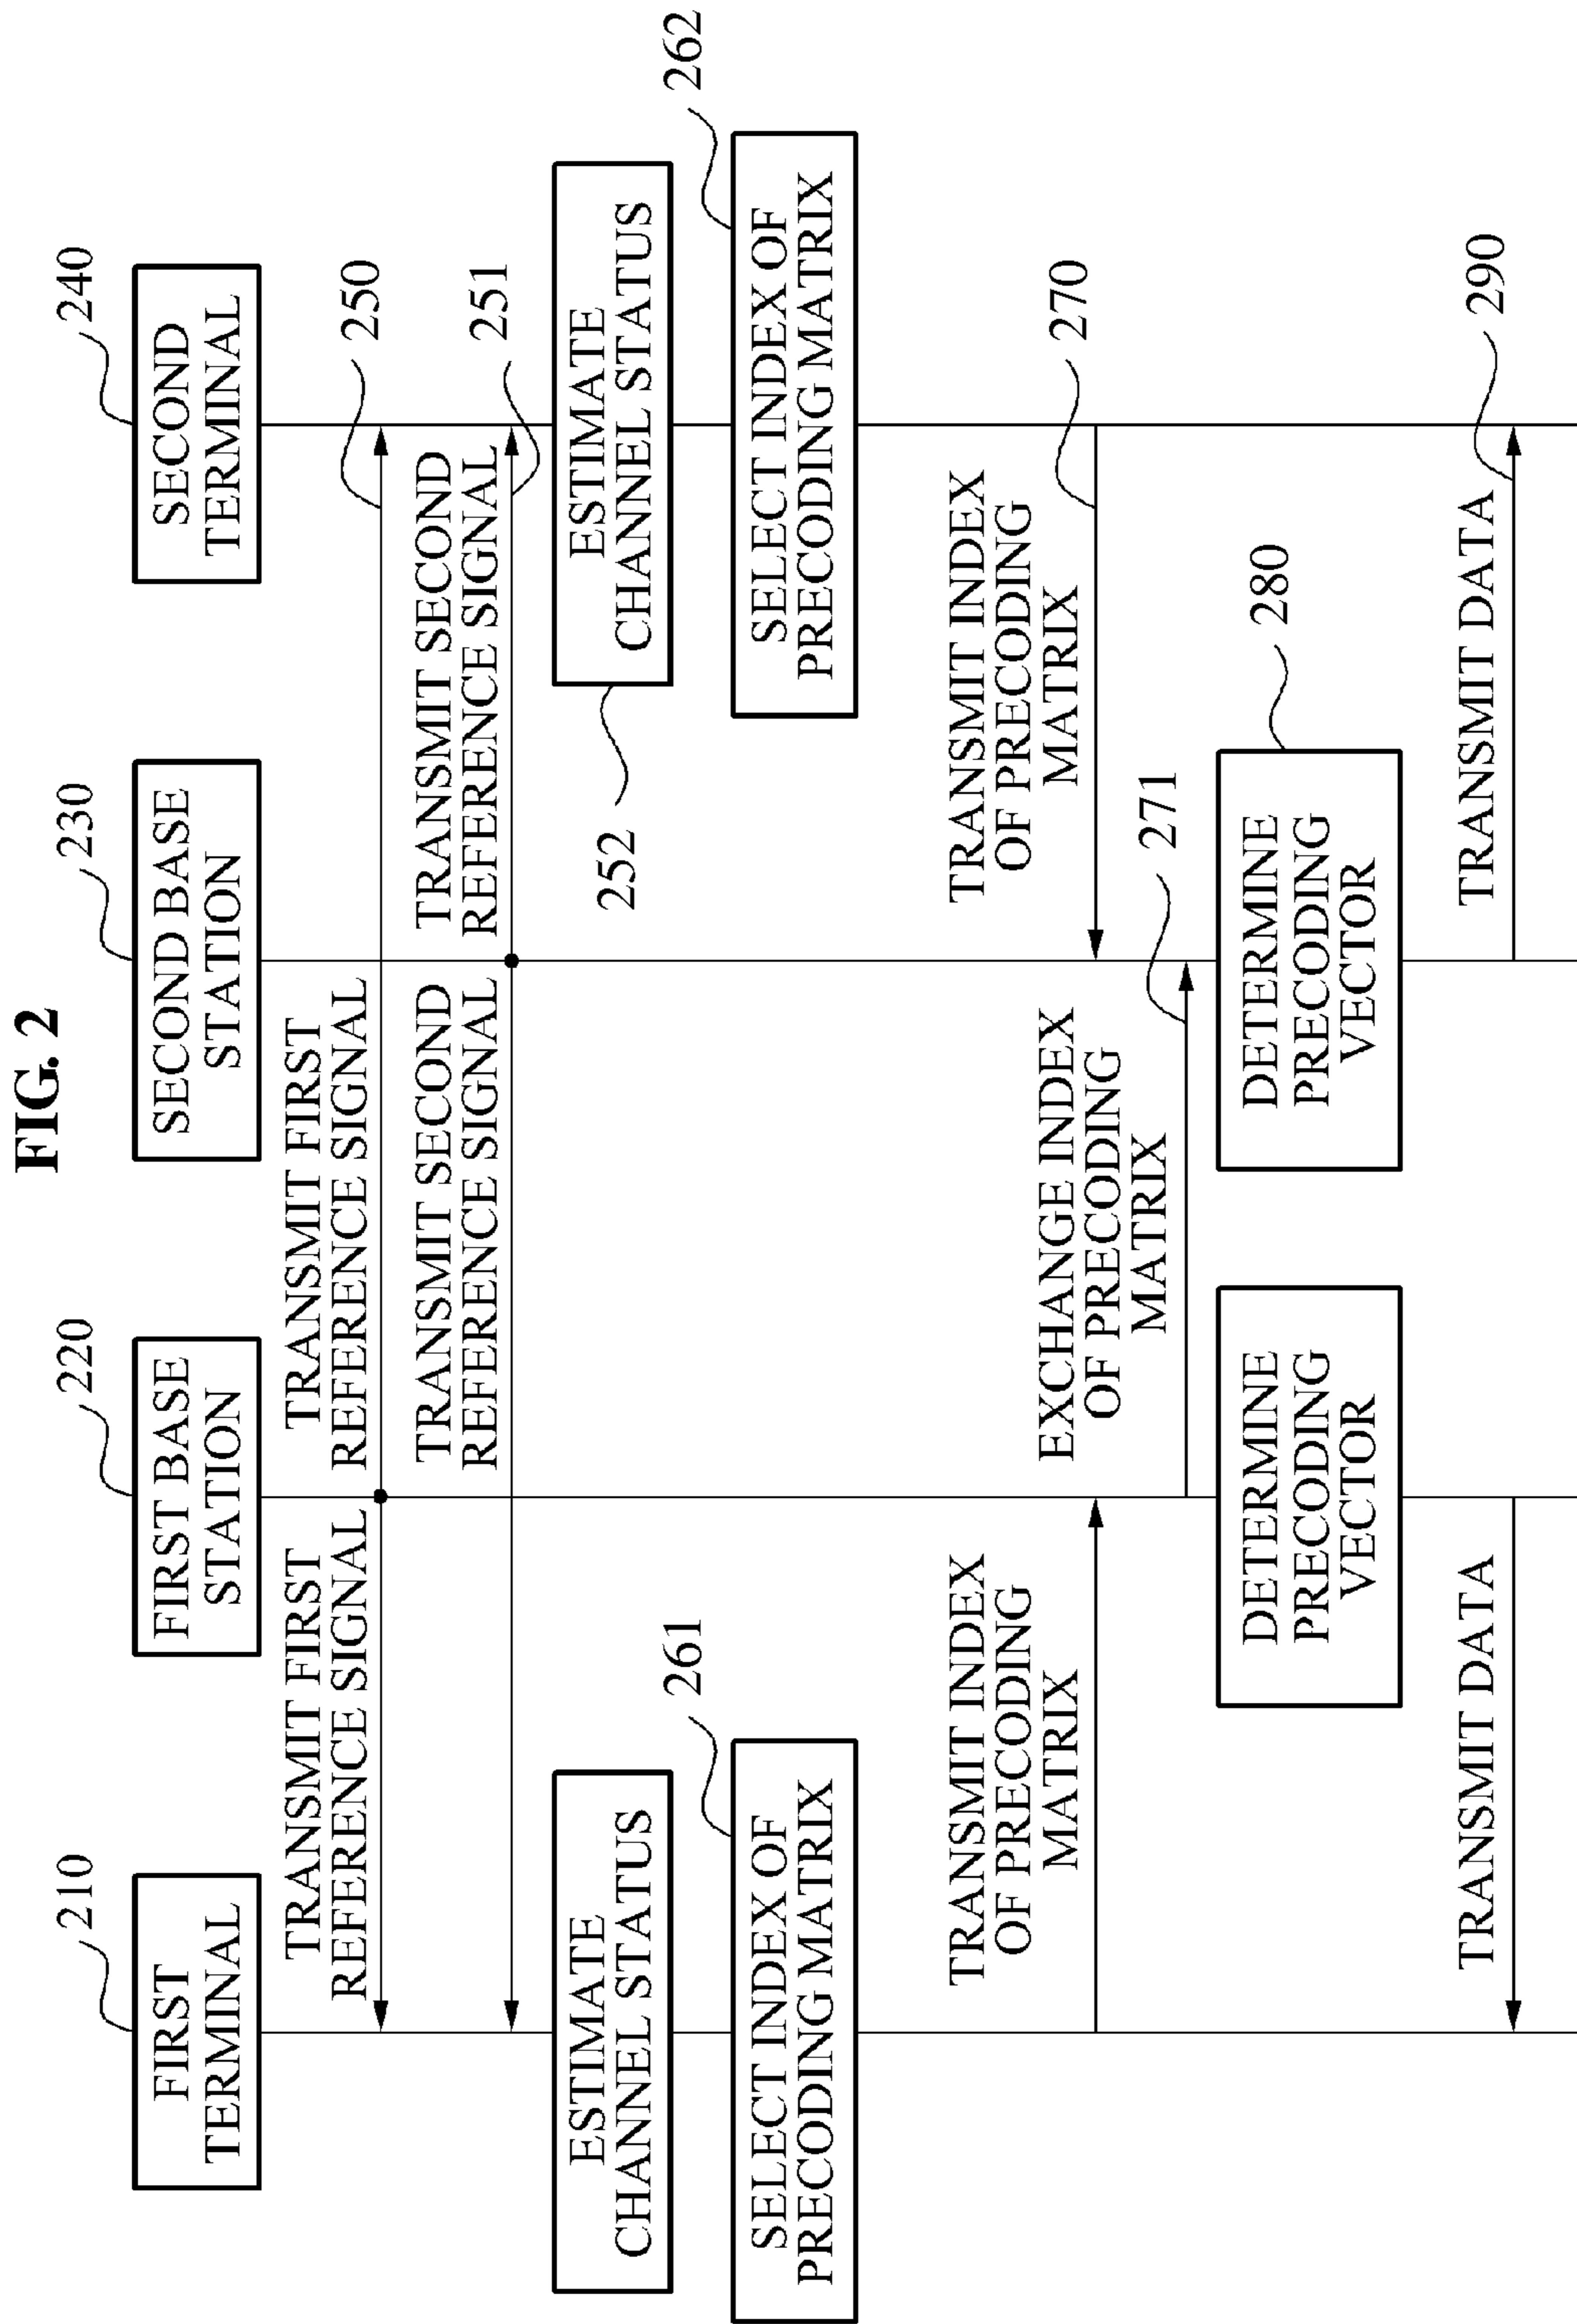 FIG. 2
210
220
230
240
FIRST
TERMINAL
FIRST BASE
STATION
SECOND BASE
STATION
SECOND
TERMINAL
TRANSMIT FIRST
REFERENCE SIGNAL
TRANSMIT FIRST
REFERENCE SIGNAL
250
TRANSMIT SECOND
REFERENCE SIGNAL
TRANSMIT SECOND
REFERENCE SIGNAL
251
ESTIMATE
CHANNEL STATUS
252
ESTIMATE
CHANNEL STATUS
261
262
SELECT INDEX OF
PRECODING MATRIX
SELECT INDEX OF
PRECODING MATRIX
TRANSMIT INDEX
OF PRECODING
MATRIX
TRANSMIT INDEX
OF PRECODING
MATRIX
270
EXCHANGE INDEX
OF PRECODING
MATRIX
271
DETERMINE
PRECODING
VECTOR
DETERMINE
PRECODING
VECTOR
280
TRANSMIT DATA
TRANSMIT DATA
290